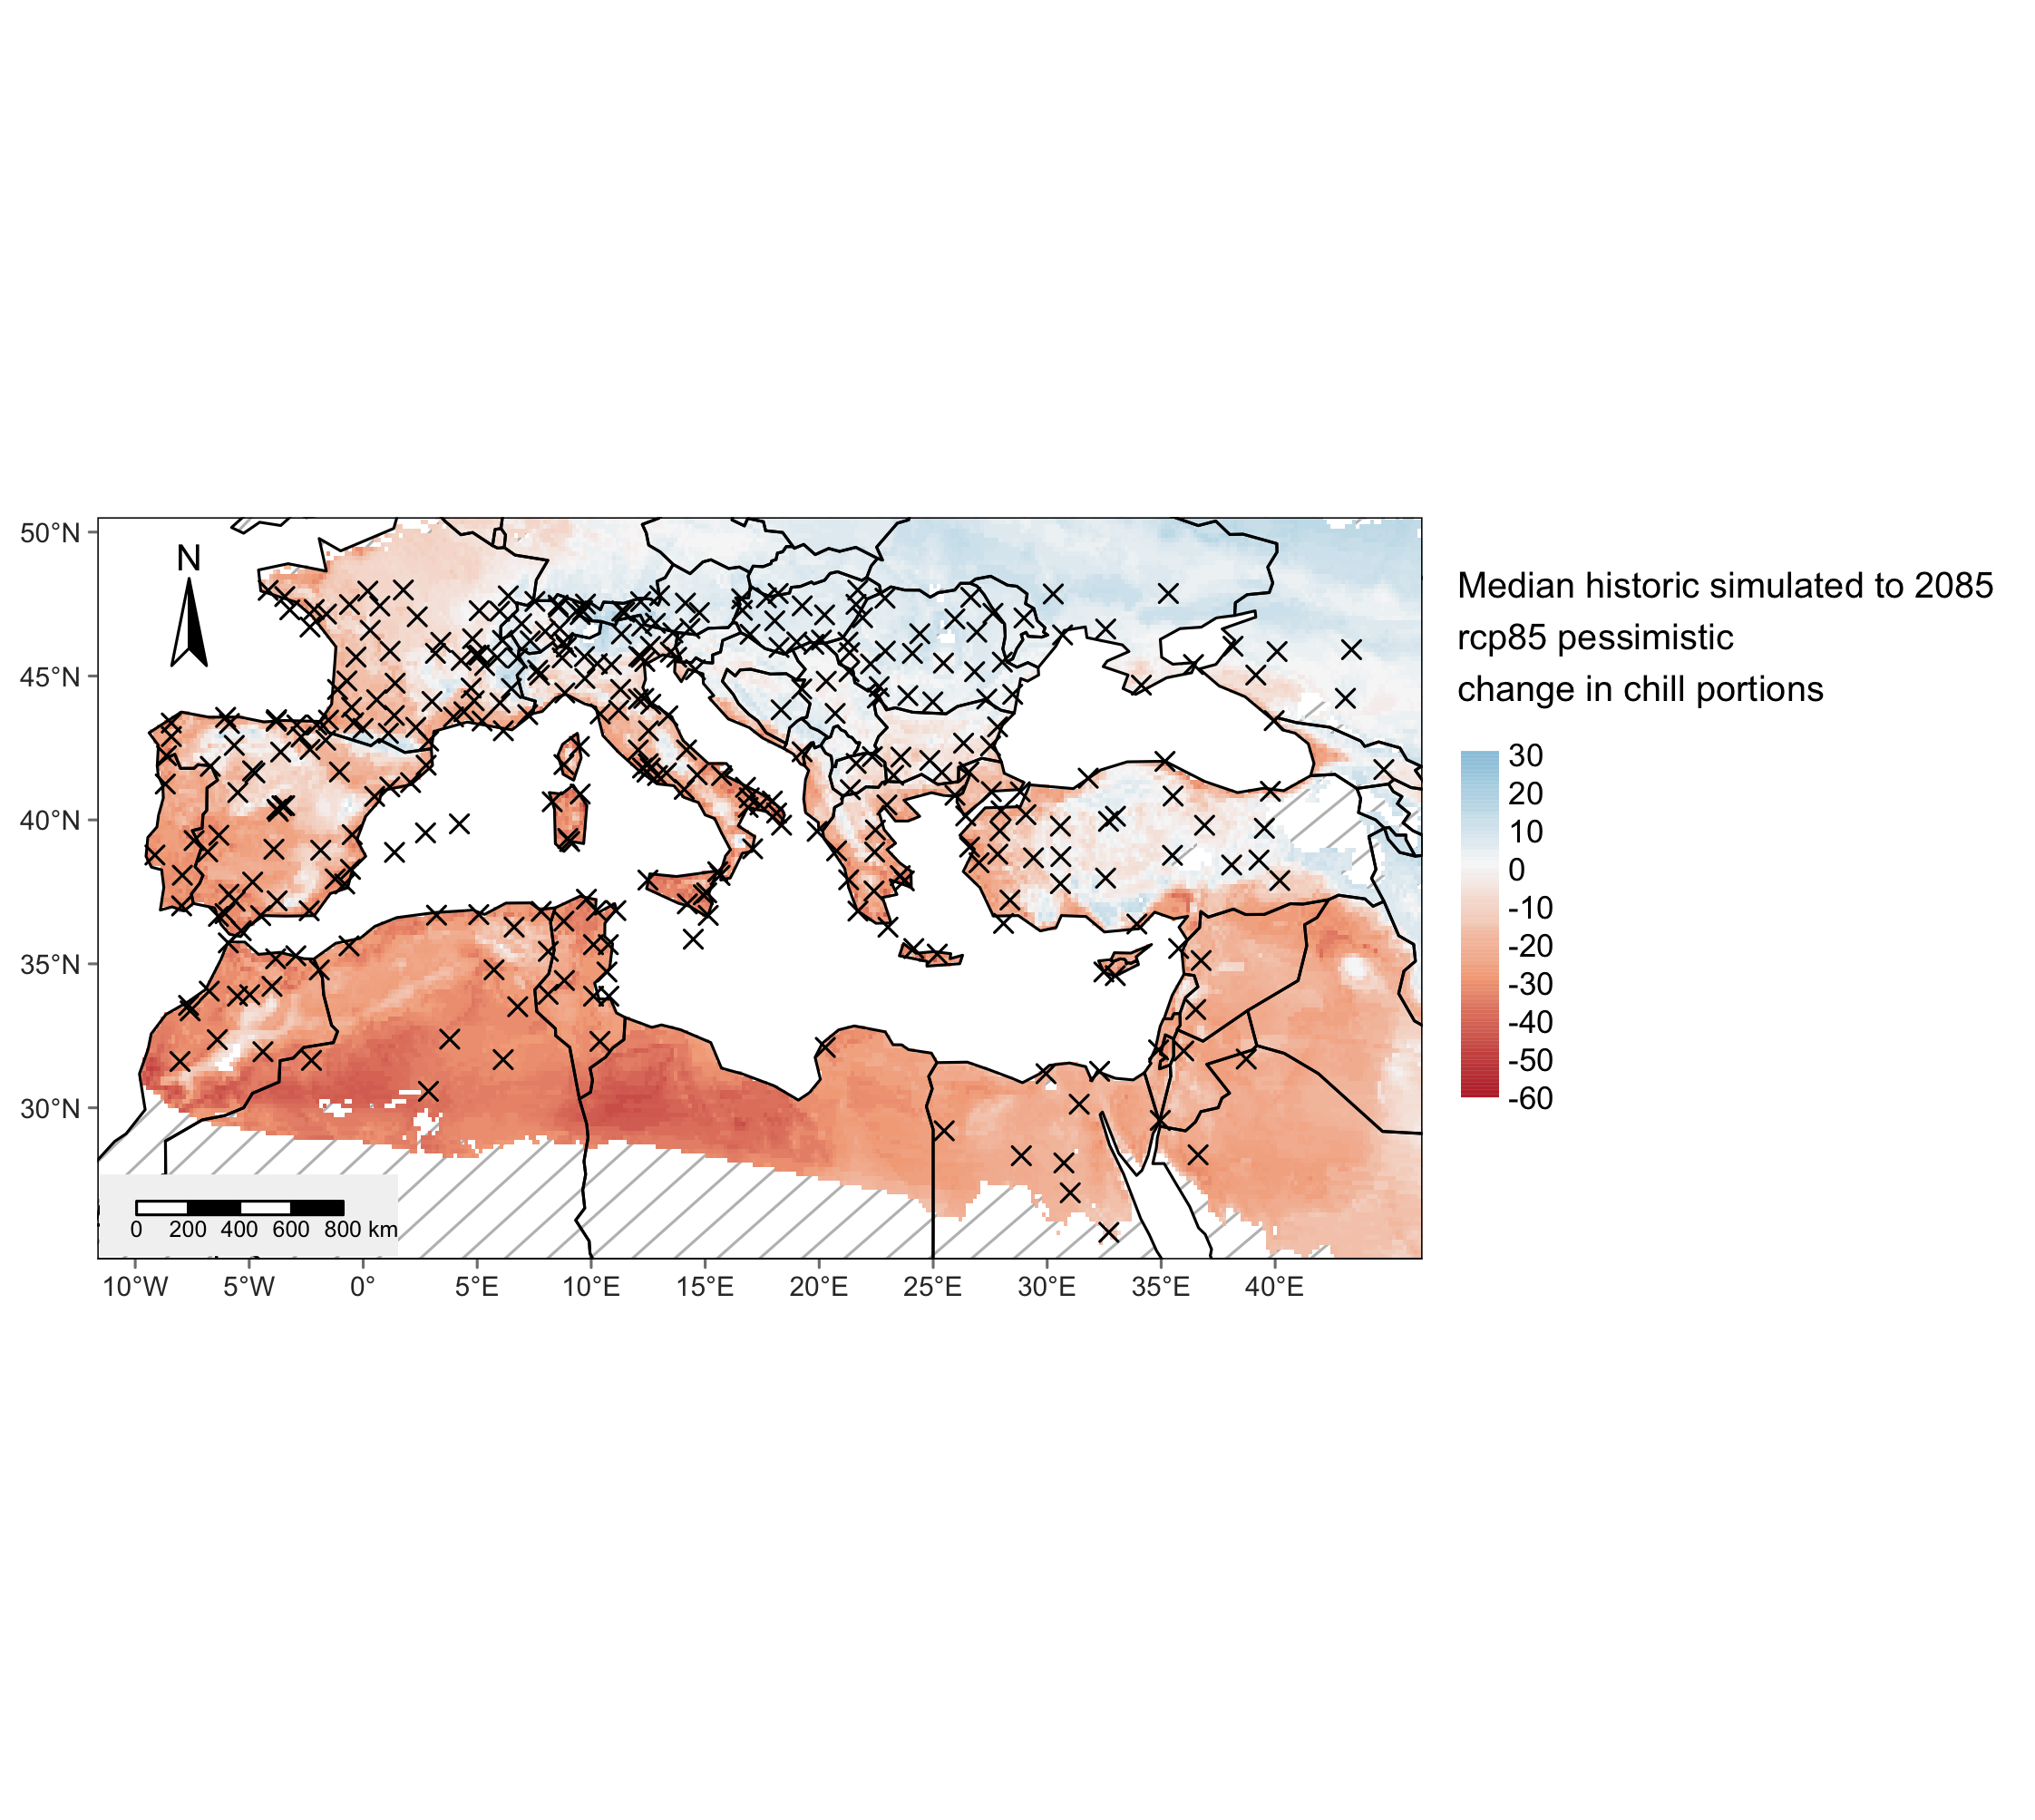 50°N
45°N
40°N
35°N
30°N
N
0 200 400 600 800 km
10°W 5°W 0° 5°E 10°E 15°E 20°E 25°E 30°E 35°E 40°E
Median historic simulated to 2085
rcp85 pessimistic
change in chill portions
30
20
10
0
-10
-20
-30
-40
-50
-60